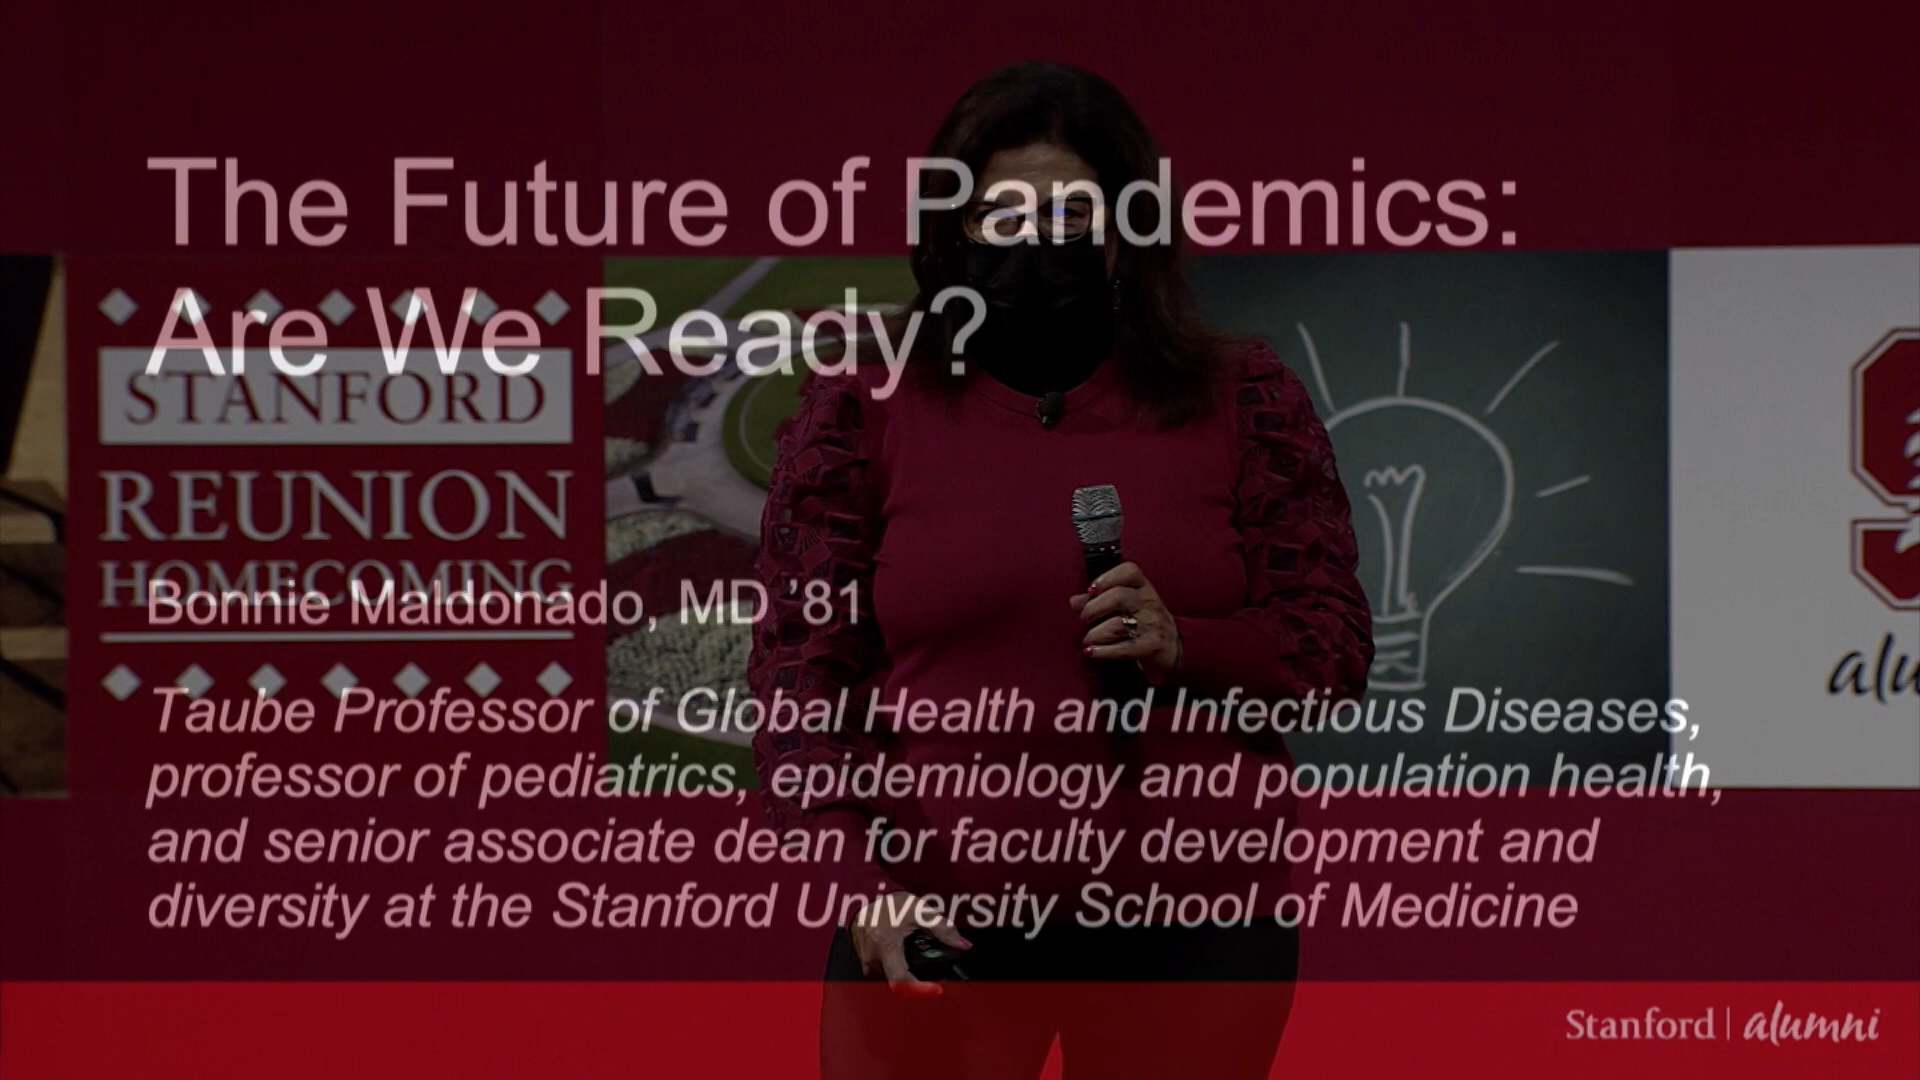 The Future of Pandemics:
Are We Ready?
STANFORD
REUNION
HOMECOMING
Bonnie Maldonado, MD ’81
Taube Professor of Global Health and Infectious Diseases,
professor of pediatrics, epidemiology and population health,
and senior associate dean for faculty development and
diversity at the Stanford University School of Medicine
alu
Stanford | alumni